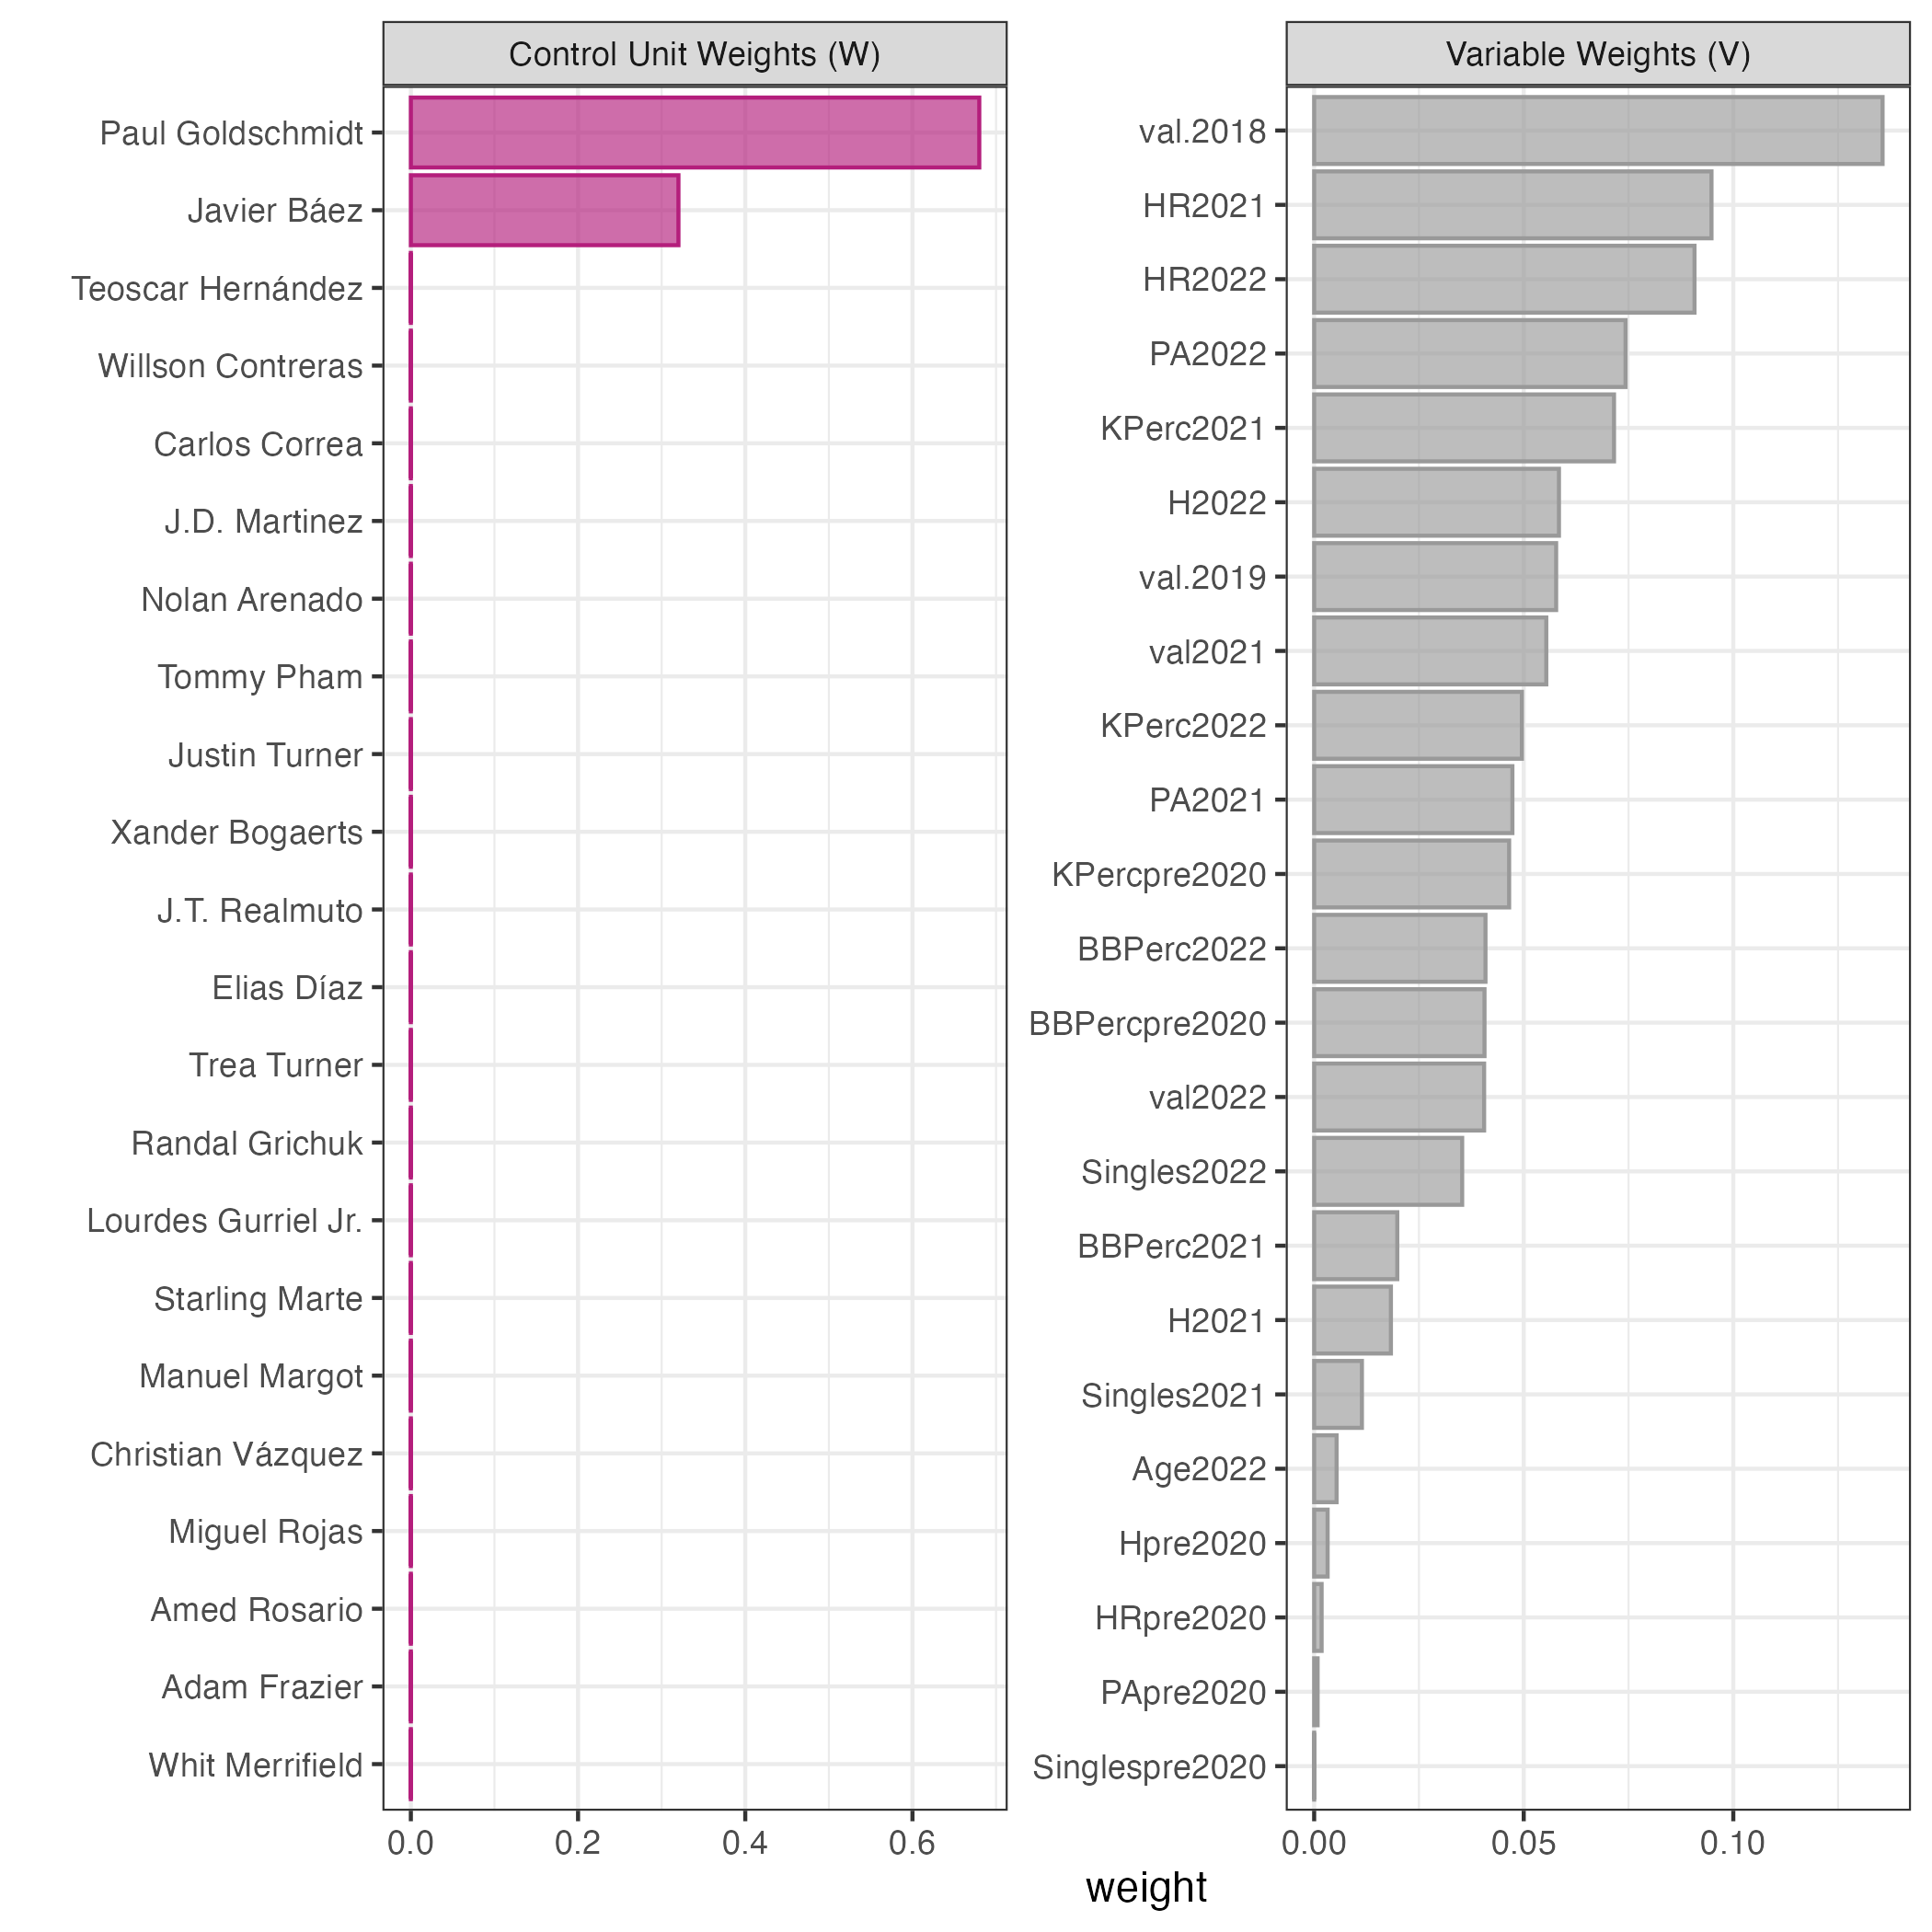 Control Unit Weights (W)
Paul Goldschmidt
Javier Báez
Teoscar Hernández
Willson Contreras
Carlos Correa
J.D. Martinez
Nolan Arenado
Tommy Pham
Justin Turner
Xander Bogaerts
J.T. Realmuto
Elias Díaz
Trea Turner
Randal Grichuk
Lourdes Gurriel Jr.
Starling Marte
Manuel Margot
Christian Vázquez
Miguel Rojas
Amed Rosario
Adam Frazier
Whit Merrifield
0.0 0.2 0.4 0.6
Variable Weights (V)
val.2018
HR2021
HR2022
PA2022
KPerc2021
H2022
val.2019
val2021
KPerc2022
PA2021
KPercpre2020
BBPerc2022
BBPercpre2020
val2022
Singles2022
BBPerc2021
H2021
Singles2021
Age2022
Hpre2020
HRpre2020
PApre2020
Singlespre2020
0.00 0.05 0.10
weight